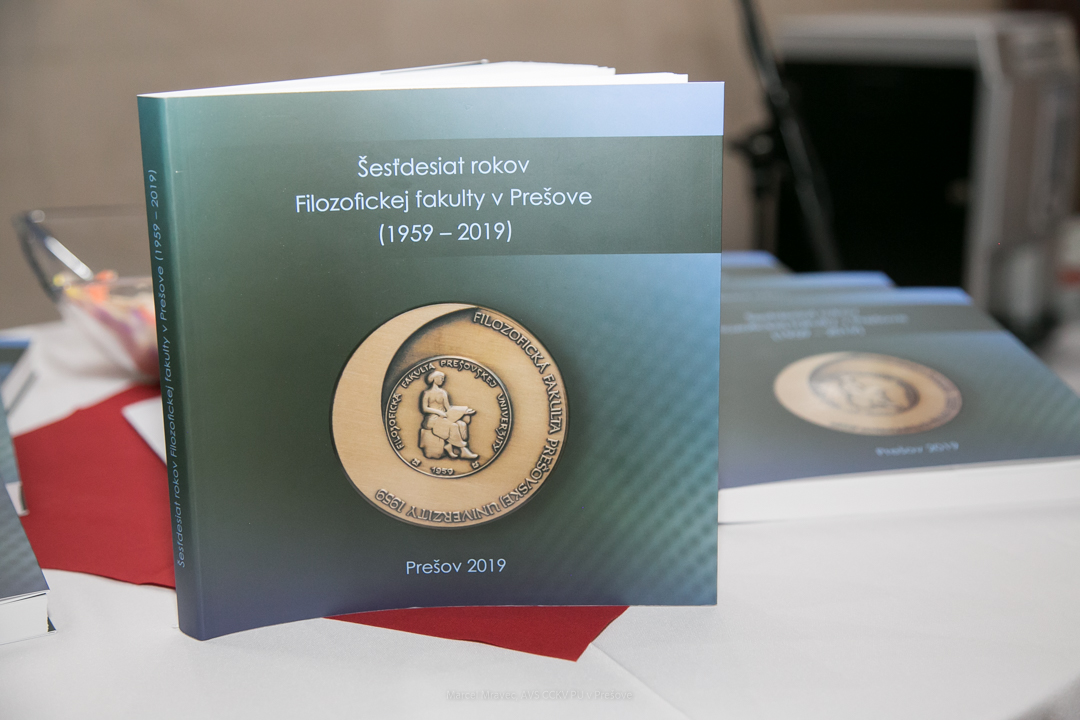 Šesťdesiat rokov
Filozofickej fakulty v Prešove
(1959 – 2019)
FILOZOFICKÁ FAKULTA PREŠOVSKEJ UNIVERZITY 1959
FILOZOFICKÁ FAKULTA PREŠOVSKEJ UNIVERZITY
1959
Prešov 2019
Šesťdesiat rokov Filozofickej fakulty v Prešove (1959 – 2019)
Prešov 2019